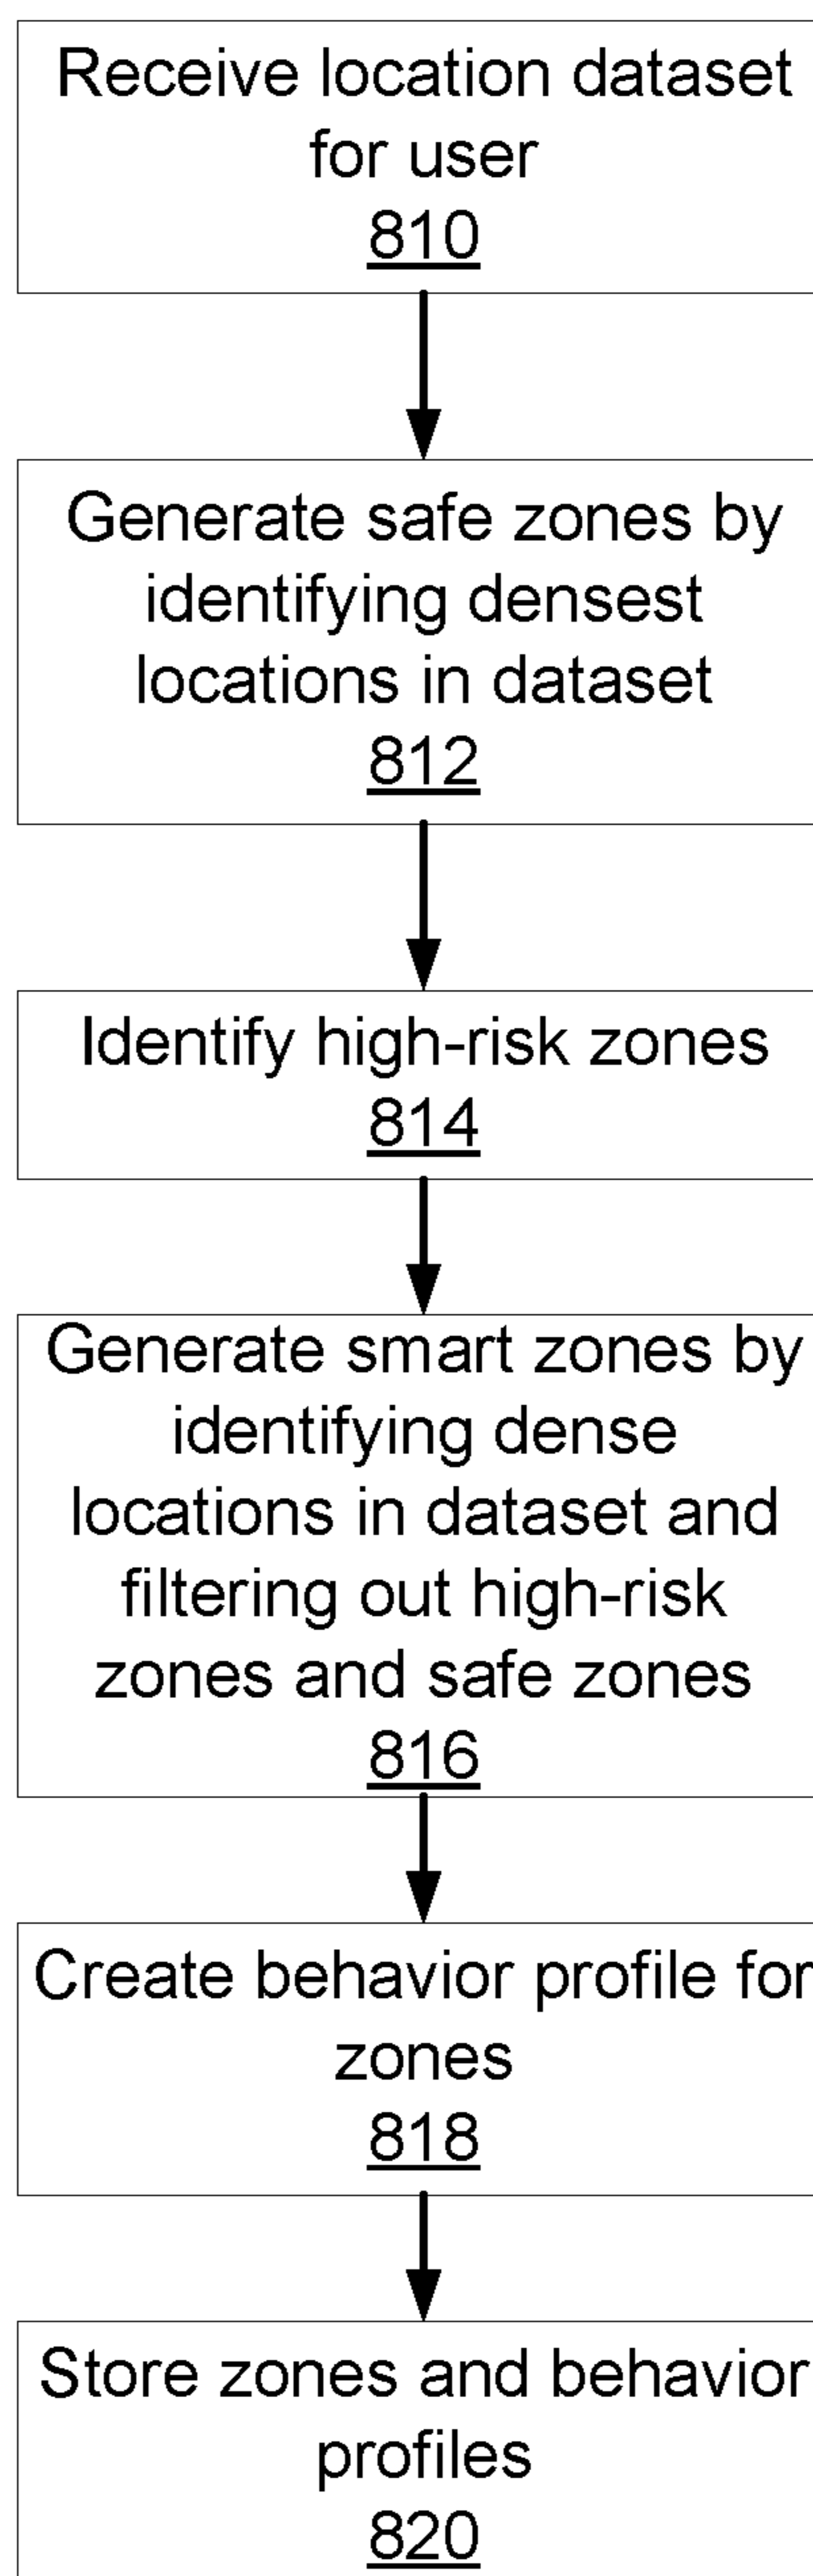 Receive location dataset
for user
810
Generate safe zones by
identifying densest
locations in dataset
812
Identify high-risk zones
814
Generate smart zones by
identifying dense
locations in dataset and
filtering out high-risk
zones and safe zones
816
Create behavior profile for
zones
818
Store zones and behavior
profiles
820